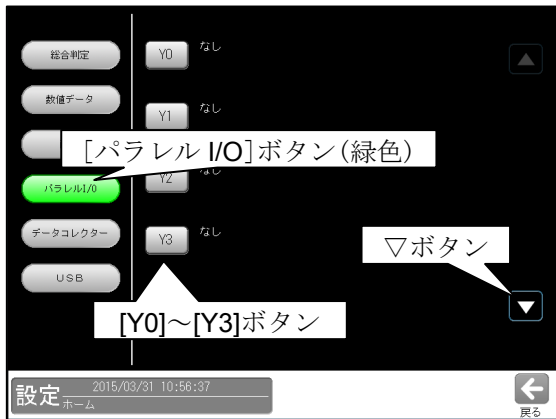 総合判定
数値データ
パラレルI/O
データコレクター
USB
Y0 なし
Y1 なし
Y2 なし
Y3 なし
[パラレル I/O]ボタン(緑色)
▽ボタン
[Y0]～[Y3]ボタン
設定 2015/03/31 10:56:37
ホーム
戻る